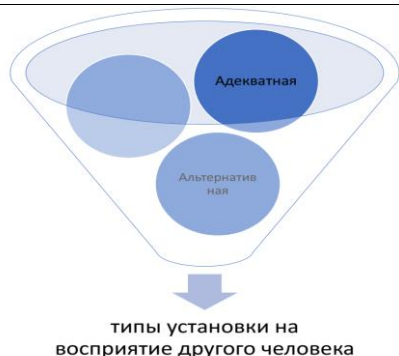 Адекватная
Альтернатив
ная
типы установки на
восприятие другого человека